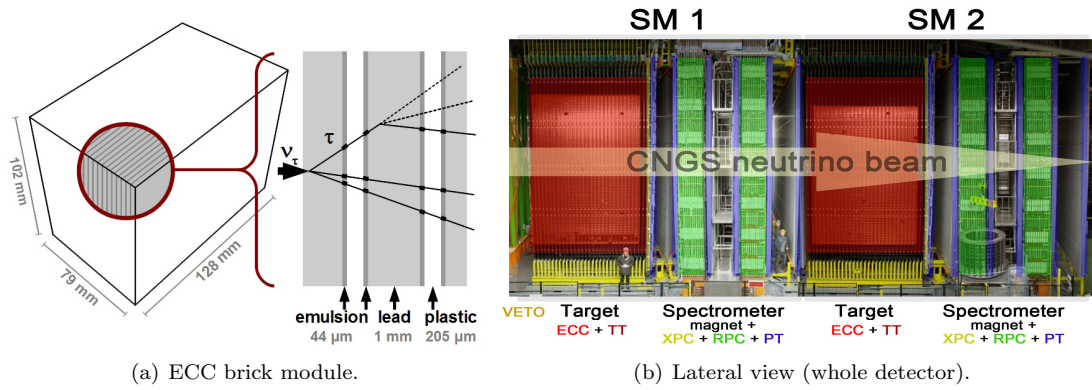 102 mm
79 mm
128 mm
ντ
τ
emulsion
lead
plastic
44 μm
1 mm
205 μm
(a) ECC brick module.
SM 1
SM 2
CNGS neutrino beam
VETO
Target
ECC + TT
Spectrometer
magnet +
XPC + RPC + PT
Target
ECC + TT
Spectrometer
magnet +
XPC + RPC + PT
(b) Lateral view (whole detector).